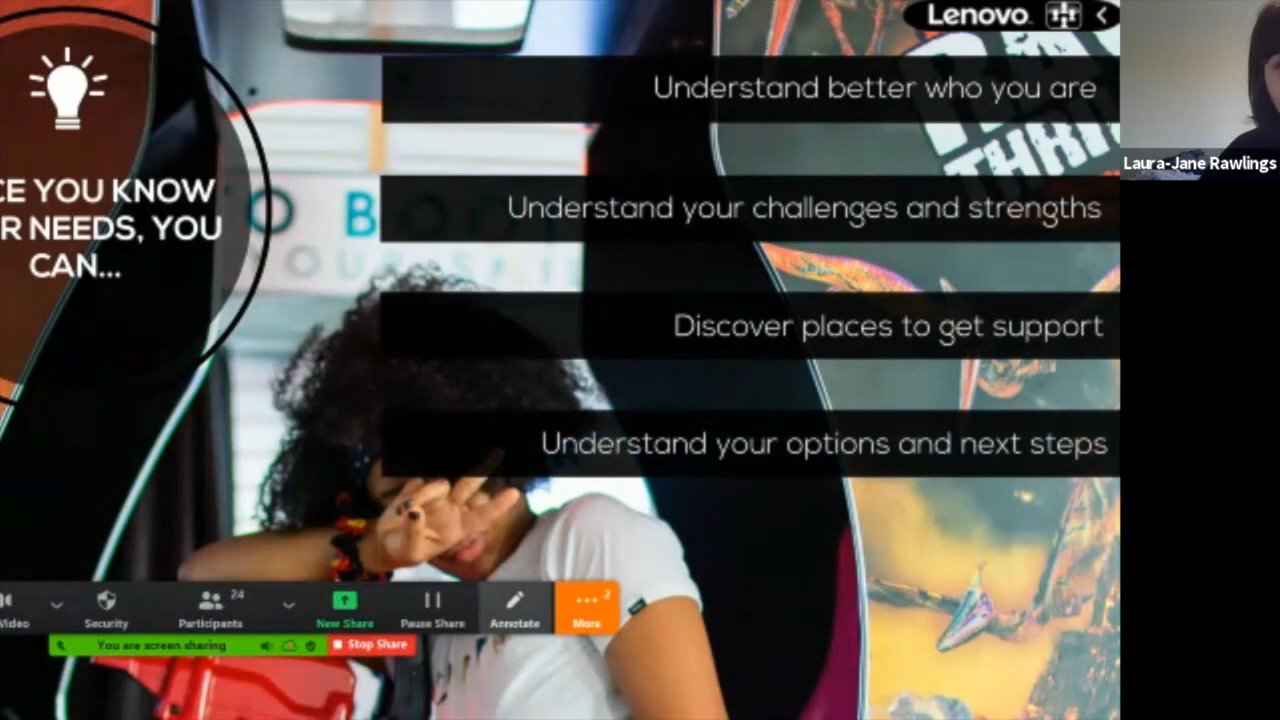 Lenovo
CE YOU KNOW
R NEEDS, YOU
CAN...
Understand better who you are
Understand your challenges and strengths
Discover places to get support
Understand your options and next steps
Laura-Jane Rawlings
Video
Security
24
Participants
New Share
Pause Share
Annotate
2
More
You are screen sharing
Stop Share